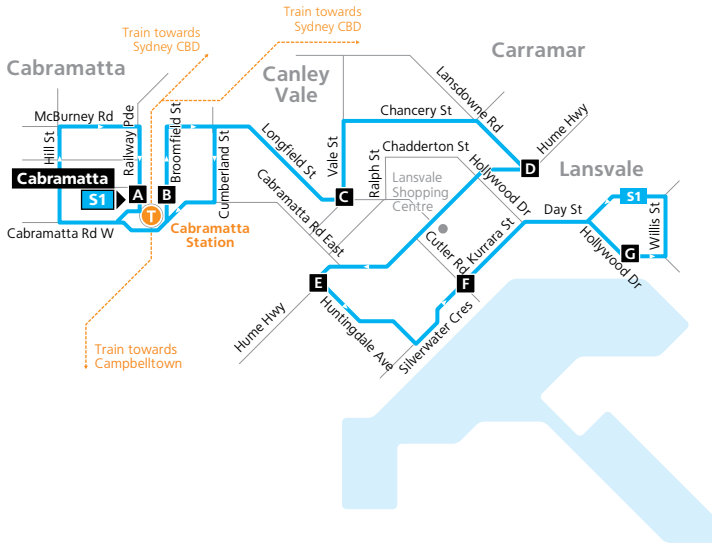 Train towards
Sydney CBD
Train towards
Sydney CBD
Cabramatta
Canley
Vale
Carramar
Lansdowne Rd
McBurney Rd
Railway Pde
Broomfield St
Chancery St
Hume Hwy
Hill St
Cumberland St
Longfield St
Vale St
Ralph St
Chadderton St
D
Lansvale
Cabramatta
S1
A
B
C
Lansvale
Shopping
Centre
Hollywood Dr
S1
T
Cabramatta Rd W
Cabramatta
Station
Cabramatta Rd East
Cutler Rd
Kurrara St
Day St
Hollywood Dr
Willis St
G
E
F
Hume Hwy
Huntingdale Ave
Silverwater Cres
Train towards
Campbelltown